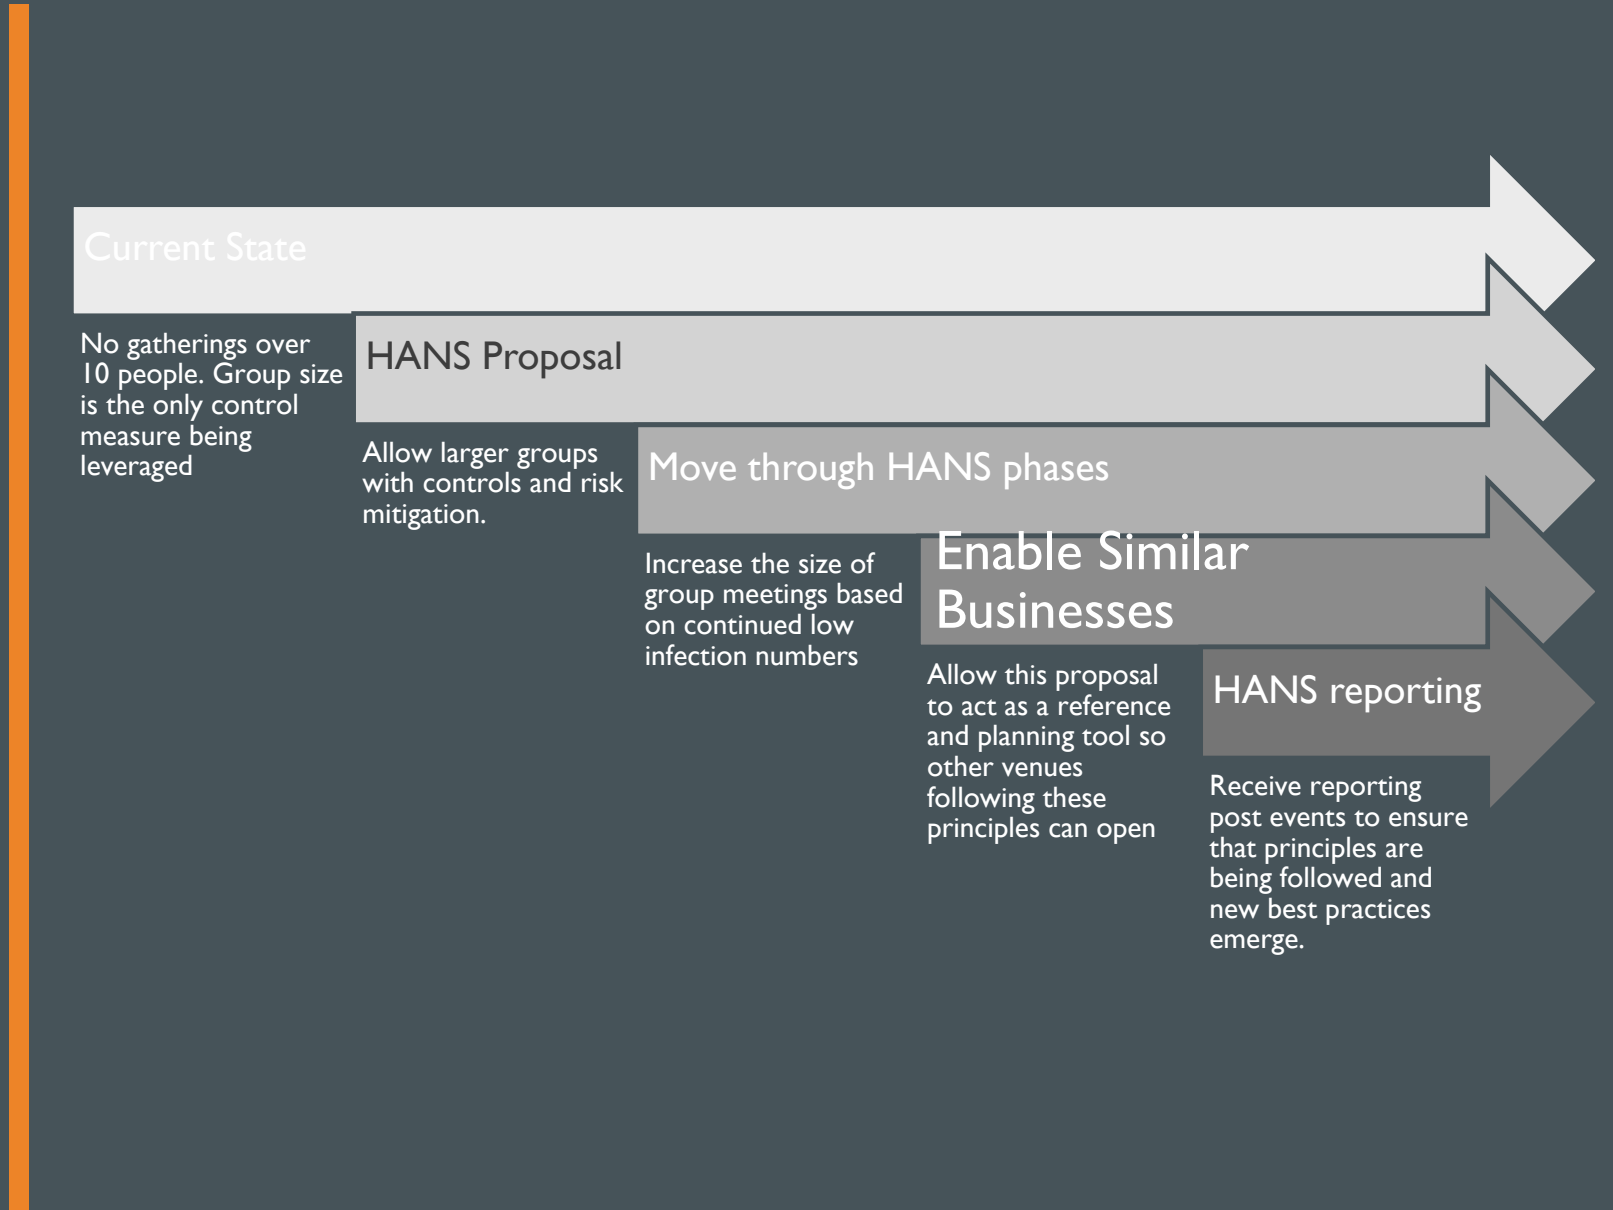 Current State
No gatherings over
10 people. Group size
is the only control
measure being
leveraged
HANS Proposal
Allow larger groups
with controls and risk
mitigation.
Move through HANS phases
Increase the size of
group meetings based
on continued low
infection numbers
Enable Similar
Businesses
Allow this proposal
to act as a reference
and planning tool so
other venues
following these
principles can open
HANS reporting
Receive reporting
post events to ensure
that principles are
being followed and
new best practices
emerge.